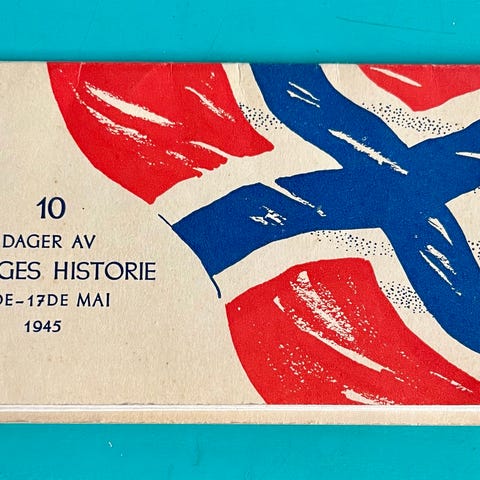 10
DAGER AV
GES HISTORIE
DE-17DE MAI
1945